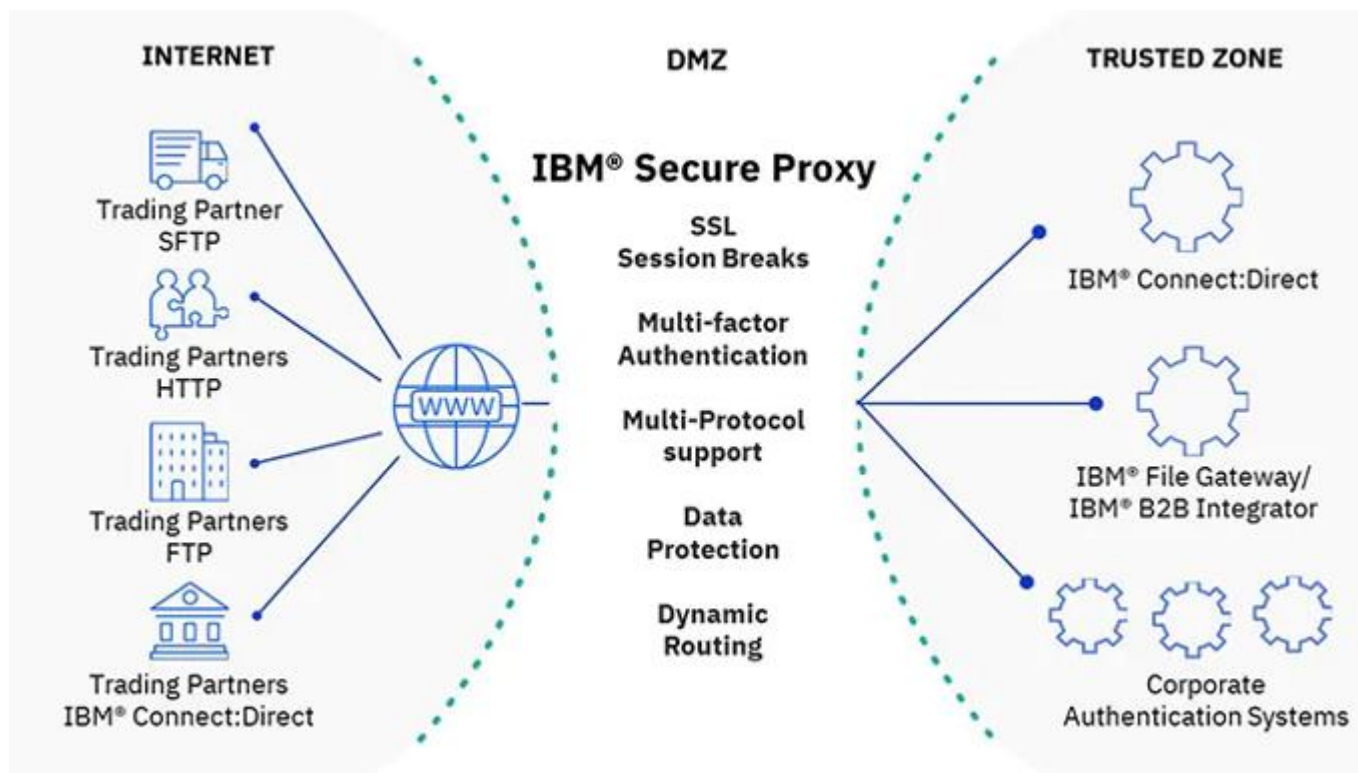 INTERNET
Trading Partner
SFTP
Trading Partners
HTTP
Trading Partners
FTP
Trading Partners
IBM® Connect:Direct
WWW
DMZ
IBM® Secure Proxy
SSL
Session Breaks
Multi-factor
Authentication
Multi-Protocol
support
Data
Protection
Dynamic
Routing
TRUSTED ZONE
IBM® Connect:Direct
IBM® File Gateway/
IBM® B2B Integrator
Corporate
Authentication Systems